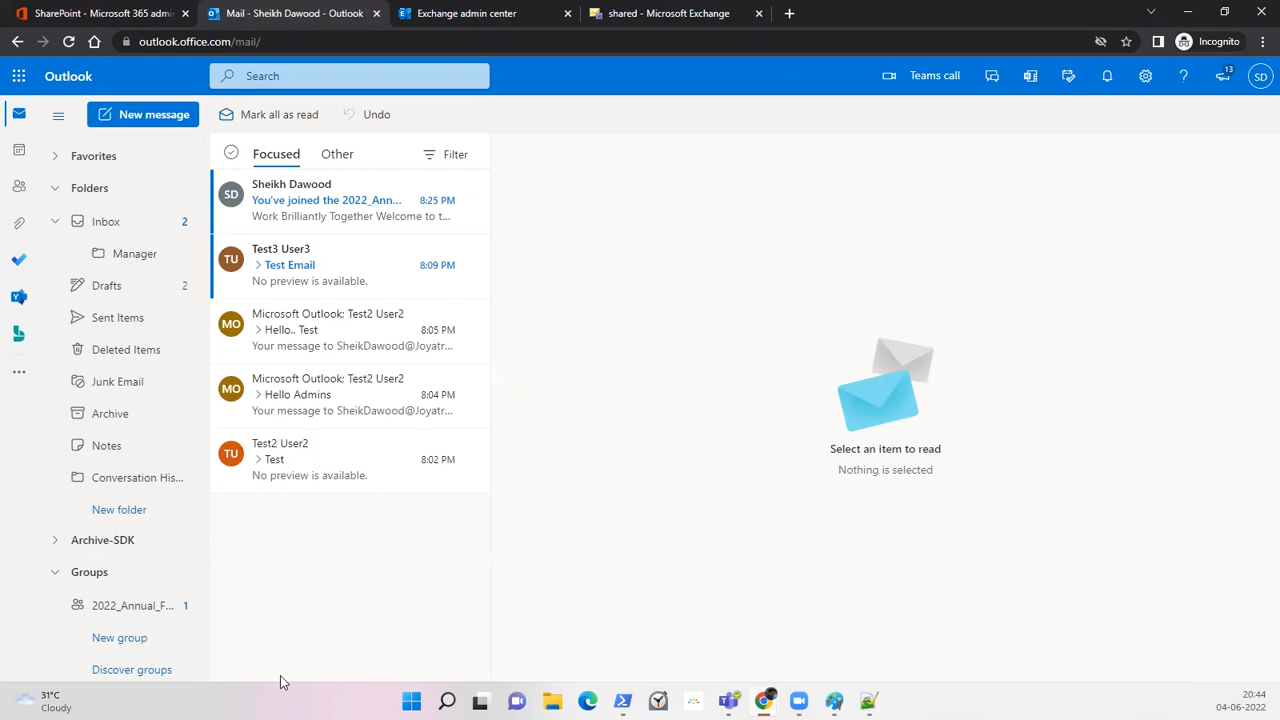 SharePoint - Microsoft 365 admin
Mail - Sheikh Dawood - Outlook
Exchange admin center
shared - Microsoft Exchange
outlook.office.com/mail/
Incognito
Outlook
Search
Teams call
13
SD
New message
Mark all as read
Undo
Favorites
Folders
Inbox 2
Manager
Drafts 2
Sent Items
Deleted Items
Junk Email
Archive
Notes
Conversation His...
New folder
Archive-SDK
Groups
2022_Annual_F... 1
New group
Discover groups
Focused
Other
Filter
SD
Sheikh Dawood
You've joined the 2022_Ann... 8:25 PM
Work Brilliantly Together Welcome to t...
TU
Test3 User3
Test Email 8:09 PM
No preview is available.
MO
Microsoft Outlook; Test2 User2
Hello.. Test 8:05 PM
Your message to SheikDawood@Joyatr...
MO
Microsoft Outlook; Test2 User2
Hello Admins 8:04 PM
Your message to SheikDawood@Joyatr...
TU
Test2 User2
Test 8:02 PM
No preview is available.
Select an item to read
Nothing is selected
31°C
Cloudy
20:44
04-06-2022